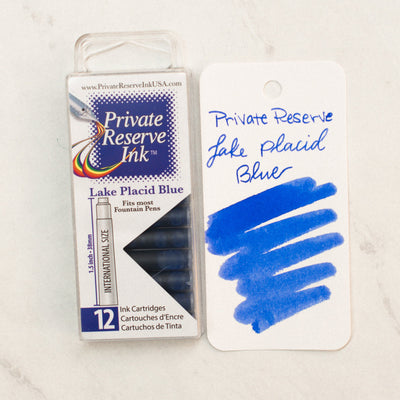 www.PrivateReserveInkUSA.com
Private
Reserve
Ink™
Lake Placid Blue
Fits most
Fountain Pens
1.5 inch - 38mm
INTERNATIONAL SIZE
12
Ink Cartridges
Cartouches d'Encre
Cartuchos de Tinta
Private Reserve
Lake Placid
Blue